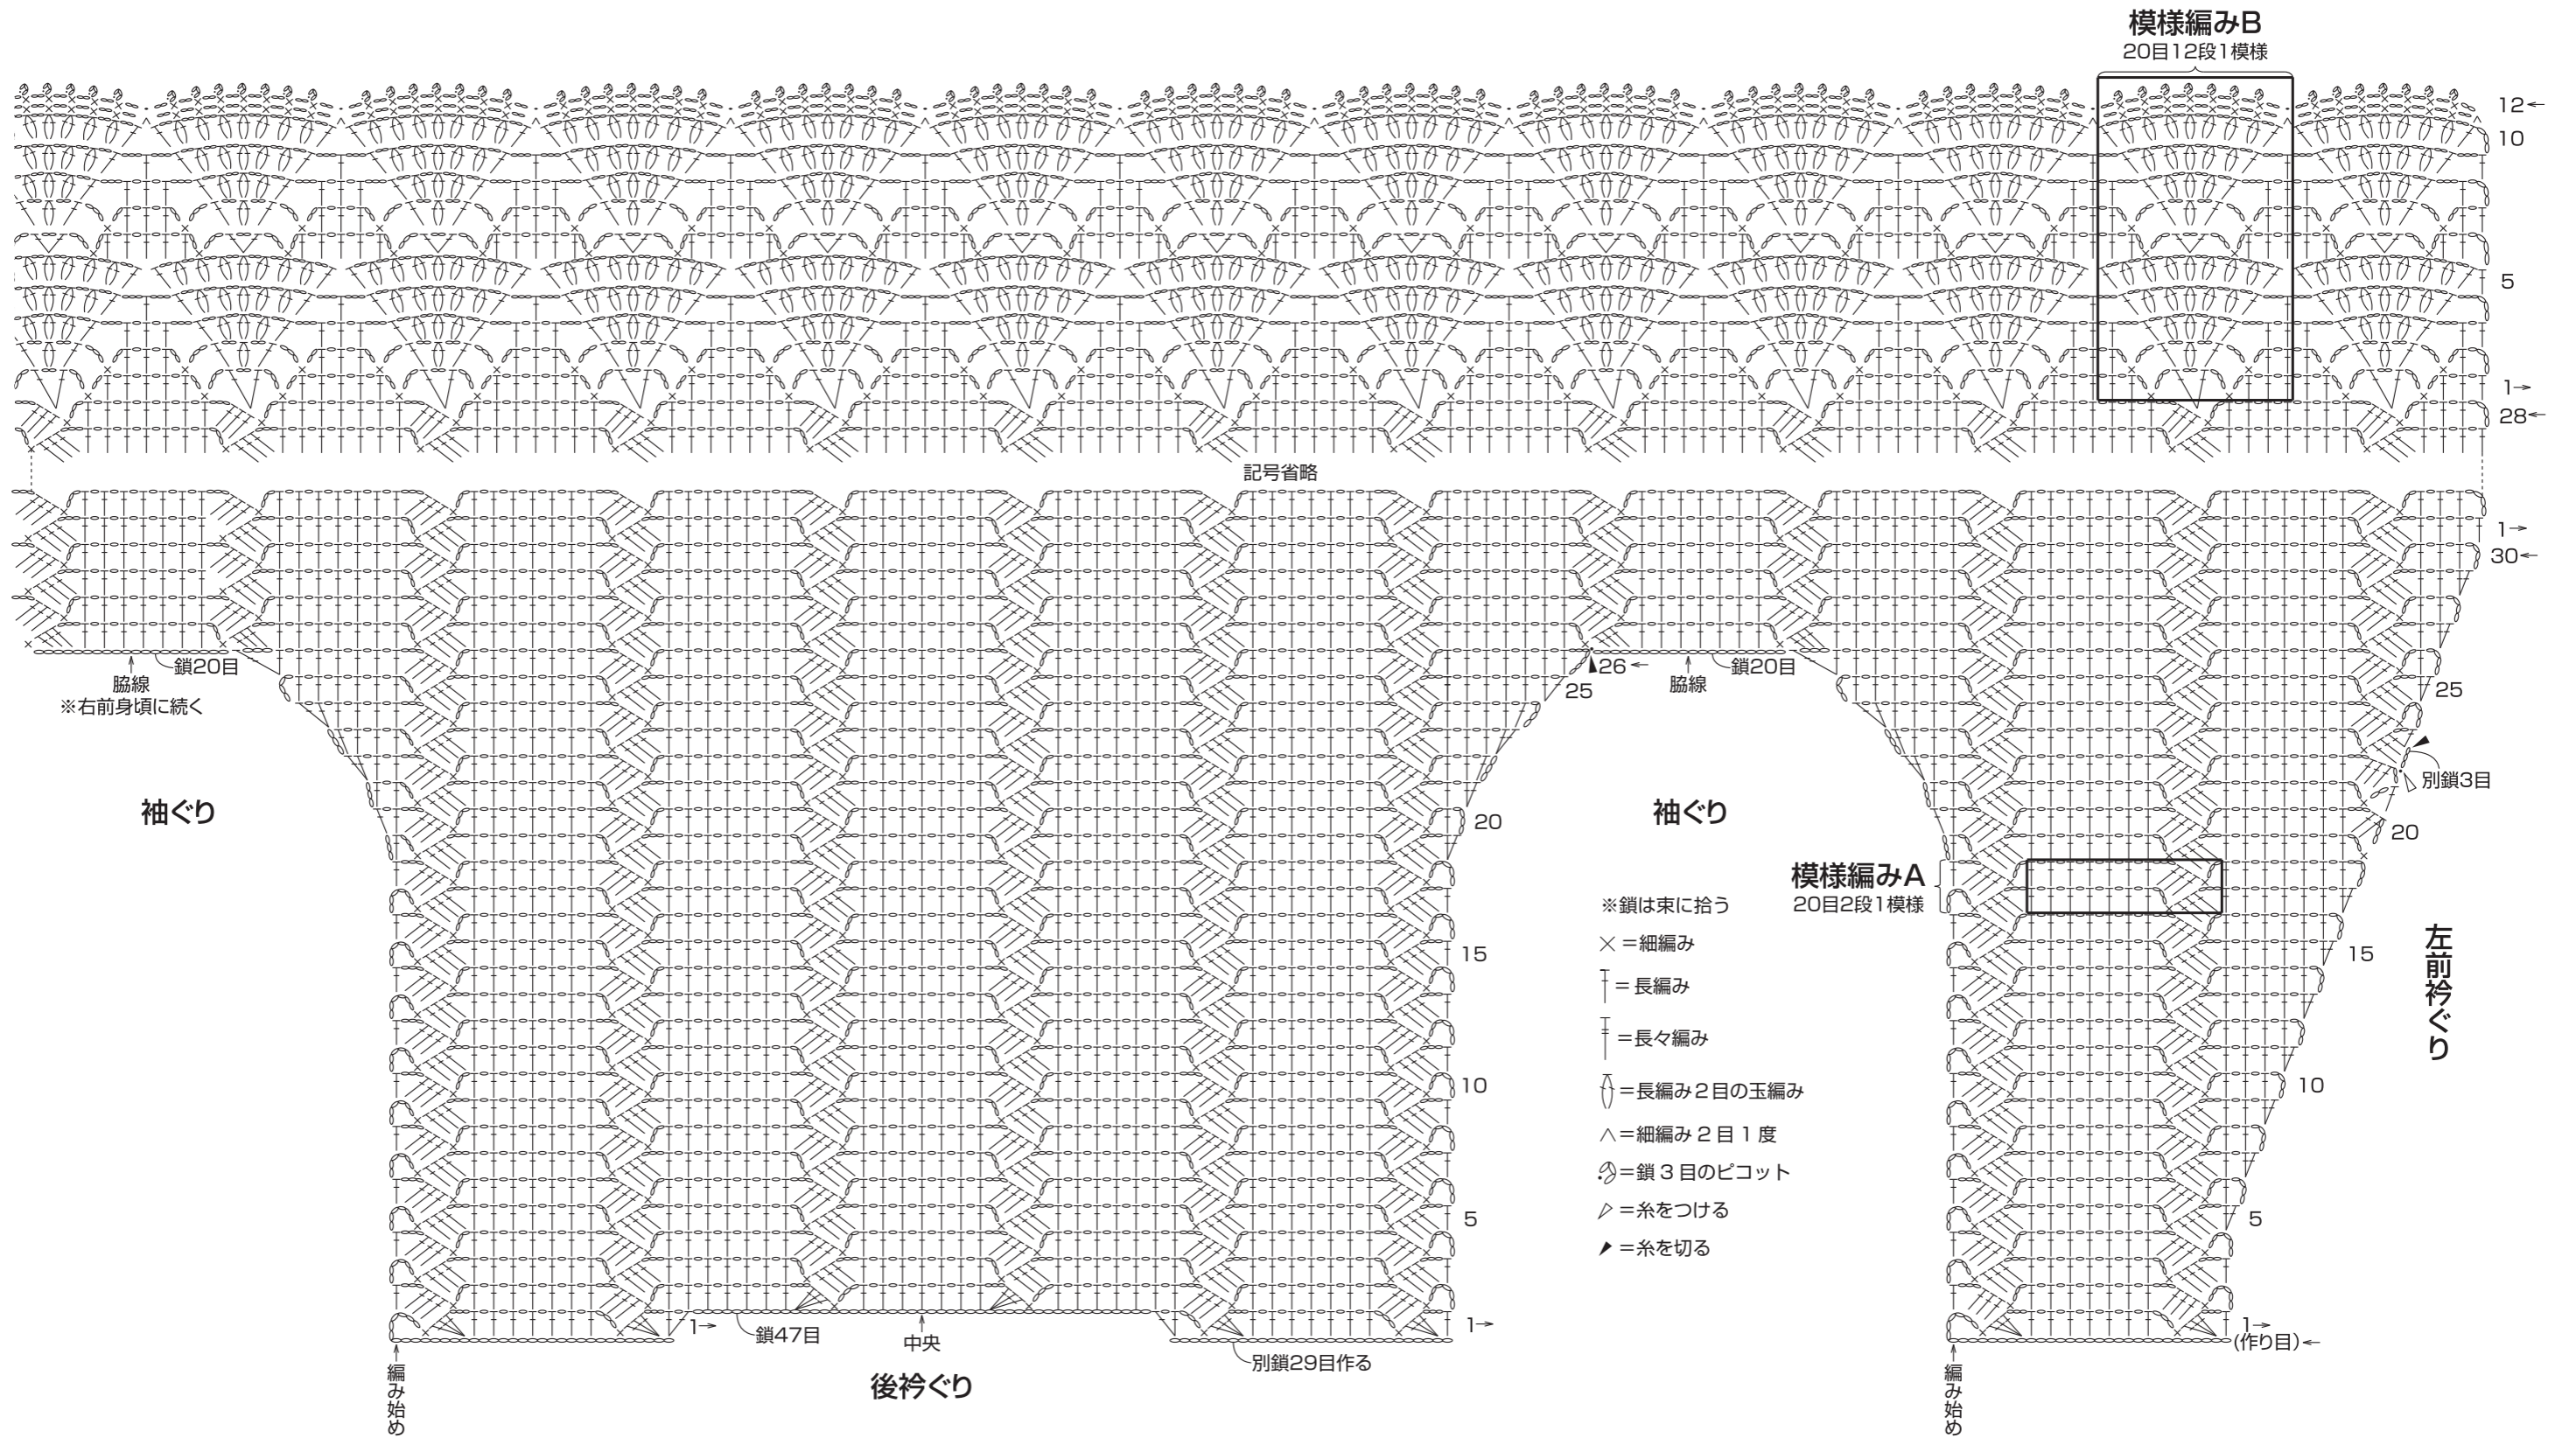 模様編みB
20目12段1模様
12←
10
5
1→
28←
記号省略
1→
30←
鎖20目
脇線
※右前身頃に続く
26←
25
脇線
鎖20目
25
別鎖3目
袖ぐり
20
袖ぐり
20
模様編みA
20目2段1模様
※鎖は束に拾う
×=細編み
=長編み
=長々編み
=長編み2目の玉編み
=細編み2目1度
=鎖3目のピコット
=糸をつける
=糸を切る
15
10
5
1→
15
左前衿ぐり
10
5
1→
(作り目)←
1→
鎖47目
中央
別鎖29目作る
後衿ぐり
編み始め
編み始め